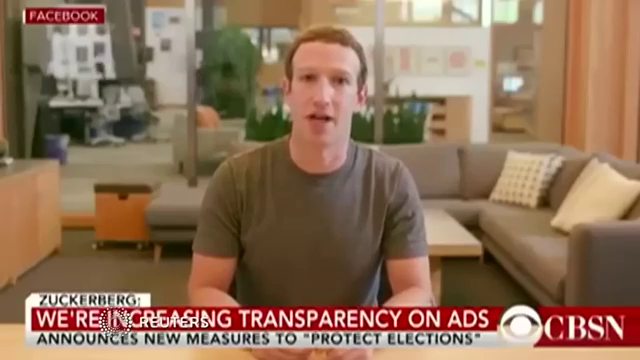 FACEBOOK
ZUCKERBERG:
WE'RE INCREASING TRANSPARENCY ON ADS
REUTERS
ANNOUNCES NEW MEASURES TO "PROTECT ELECTIONS"
CBSN